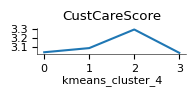 CustCareScore
3.3
3.2
3.1
0 1 2 3
kmeans_cluster_4